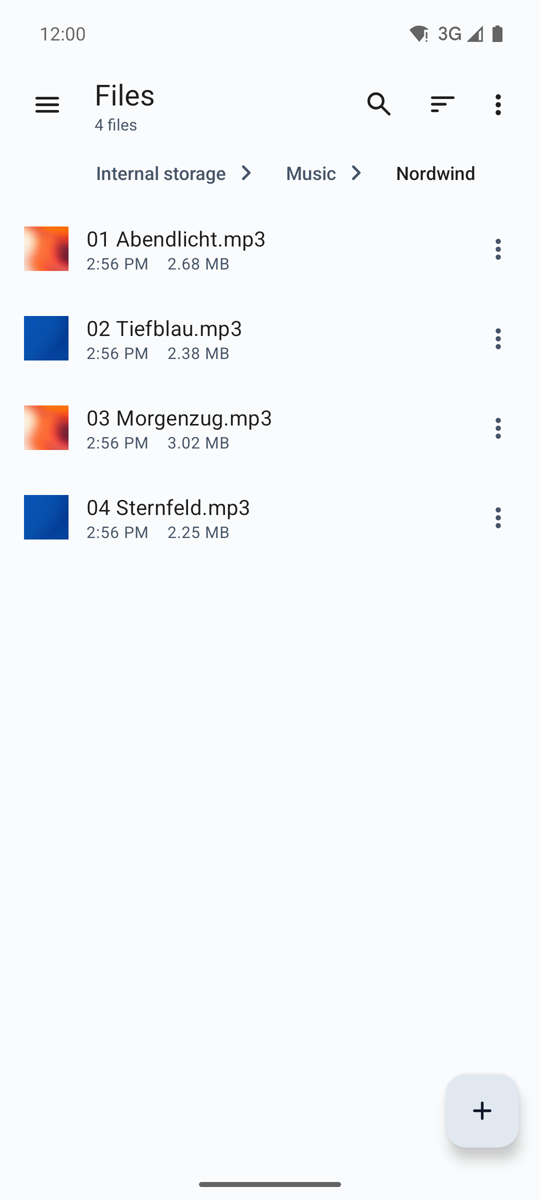 12:00
3G
Files
4 files
Internal storage Music Nordwind
01 Abendlicht.mp3
2:56 PM 2.68 MB
02 Tiefblau.mp3
2:56 PM 2.38 MB
03 Morgenzug.mp3
2:56 PM 3.02 MB
04 Sternfeld.mp3
2:56 PM 2.25 MB